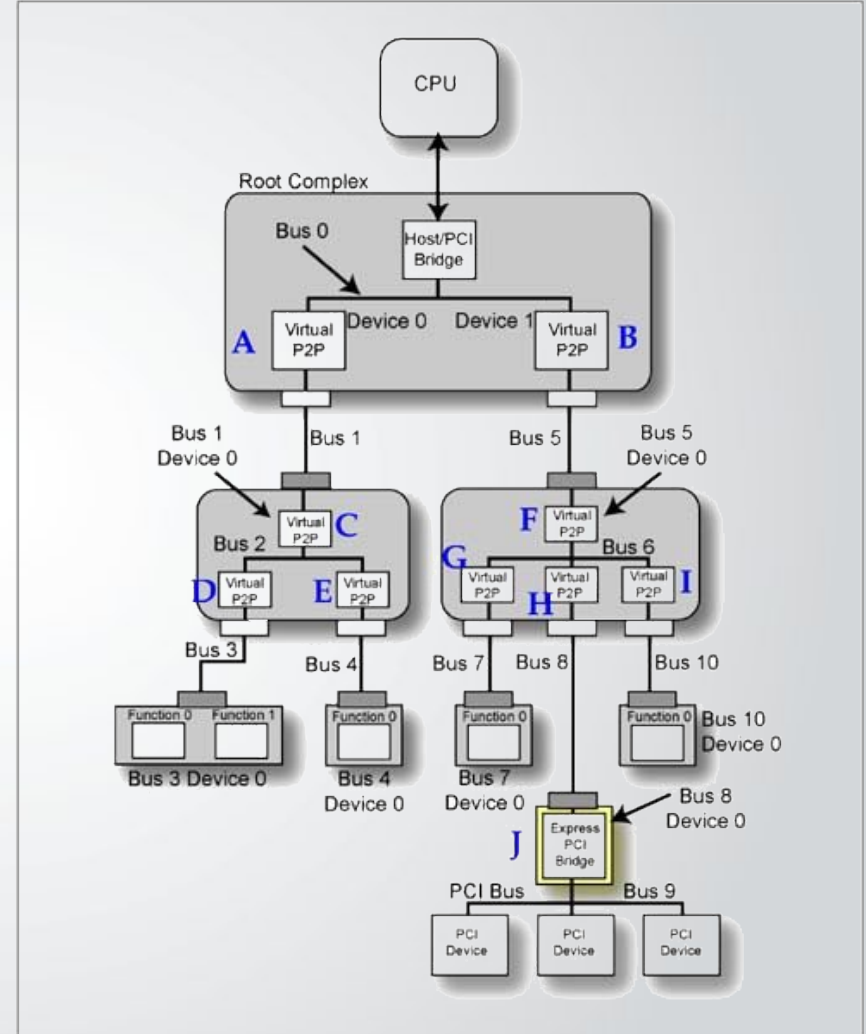 CPU
Root Complex
Bus 0
Host/PCI
Bridge
Device 0
Device 1
A
Virtual
P2P
Virtual
P2P
B
Bus 1
Device 0
Bus 1
Bus 5
Bus 5
Device 0
Virtual
P2P
C
Bus 2
D
Virtual
P2P
E
Virtual
P2P
F
Virtual
P2P
Bus 6
G
Virtual
P2P
H
Virtual
P2P
Virtual
P2P
I
Bus 3
Bus 4
Bus 7
Bus 8
Bus 10
Function 0
Function 1
Bus 3 Device 0
Function 0
Bus 4
Device 0
Function 0
Bus 7
Device 0
Function 0
Bus 10
Device 0
Bus 8
Device 0
J
Express
PCI
Bridge
PCI Bus
Bus 9
PCI
Device
PCI
Device
PCI
Device